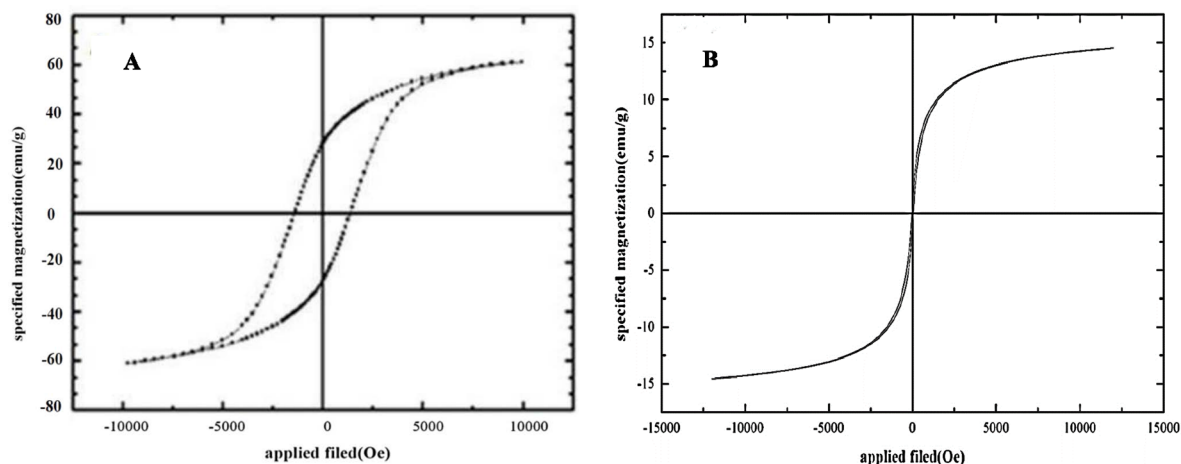 A
80
60
40
20
0
-20
-40
-60
-80
-10000 -5000 0 5000 10000
specified magnetization(emu/g)
applied filed(Oe)
B
15
10
5
0
-5
-10
-15
-15000 -10000 -5000 0 5000 10000 15000
specified magnetization(emu/g)
applied filed(Oe)